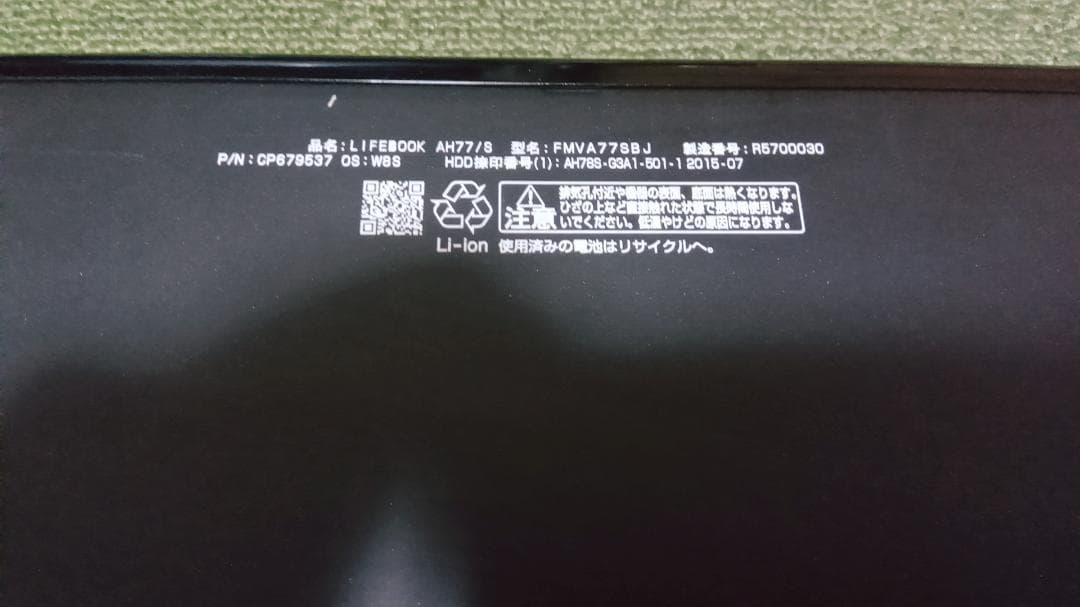 品名:LIFEBOOK AH77/S 型名:FMVA77SBJ 製造番号:R5700030
P/N:CP679537 OS:W8S HDD捺印番号(1):AH78S-G3A1-501-1 2015-07
注意
排気孔付近や機器の表面、底面は熱くなります。
ひざの上など直接触れた状態で長時間使用しな
いでください。低温やけどの原因になります。
Li-ion 使用済みの電池はリサイクルへ。